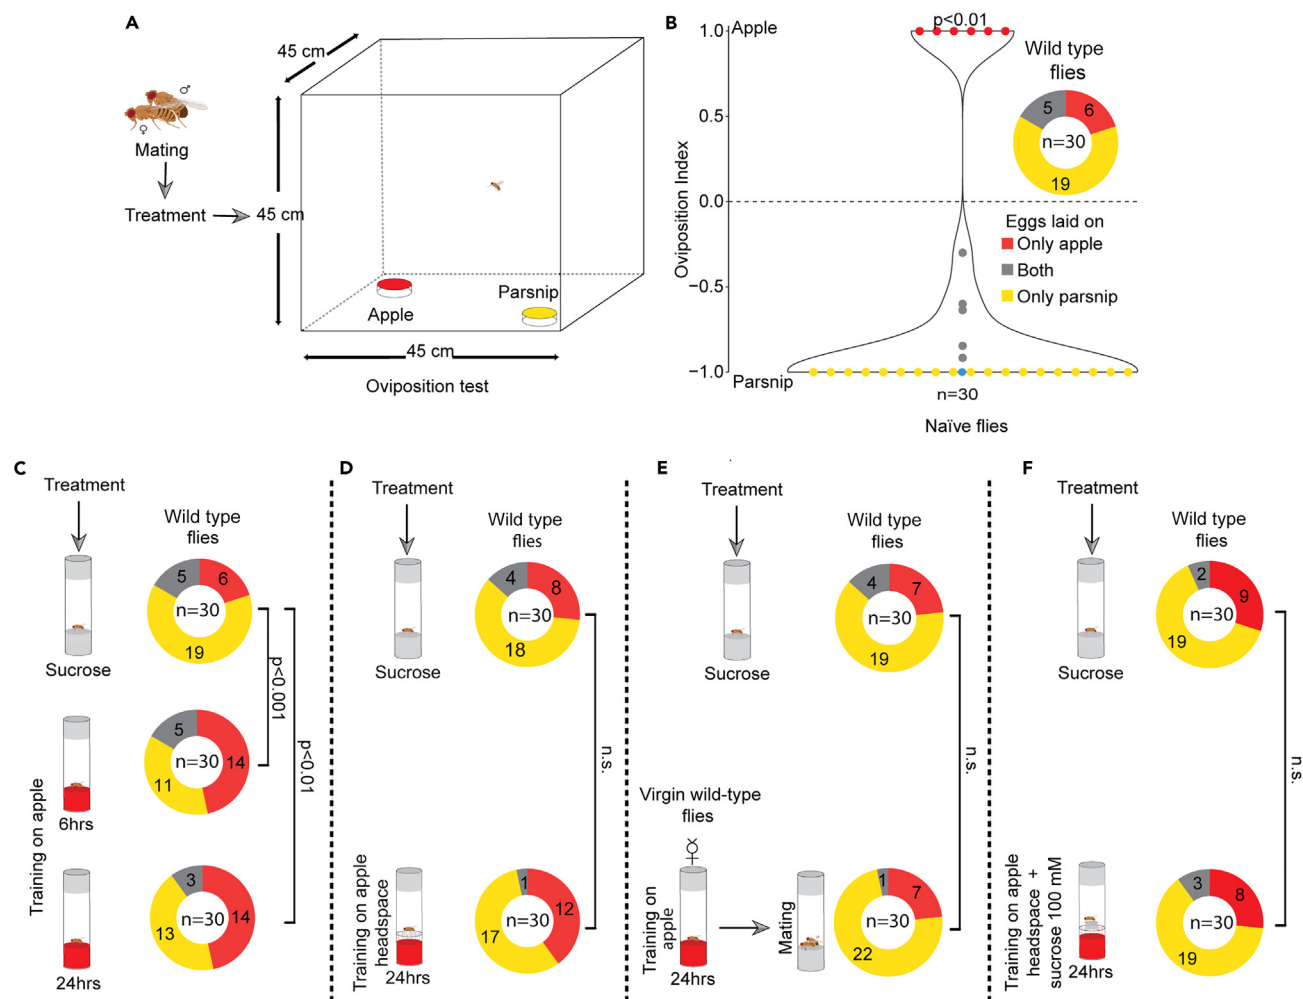 A
45 cm
♂
♀
Mating
Treatment
45 cm
Apple
Parsnip
45 cm
Oviposition test
B
1.0
Apple
p<0.01
Wild type
flies
5
6
n=30
19
0.5
Oviposition Index
0.0
Eggs laid on
Only apple
Both
Only parsnip
−0.5
−1.0
Parsnip
n=30
Naïve flies
C
Treatment
Wild type
flies
5
6
n=30
19
Sucrose
p<0.001
Training on apple
5
n=30
14
11
6hrs
p<0.01
3
n=30
14
13
24hrs
D
Treatment
Wild type
flies
4
8
n=30
18
Sucrose
n.s.
Training on apple
headspace
1
12
n=30
17
24hrs
E
Treatment
Wild type
flies
4
7
n=30
19
Sucrose
n.s.
Virgin wild-type
flies
Training on
apple
24hrs
Mating
1
7
n=30
22
F
Treatment
Wild type
flies
2
9
n=30
19
Sucrose
n.s.
Training on apple
headspace +
sucrose 100 mM
24hrs
3
8
n=30
19